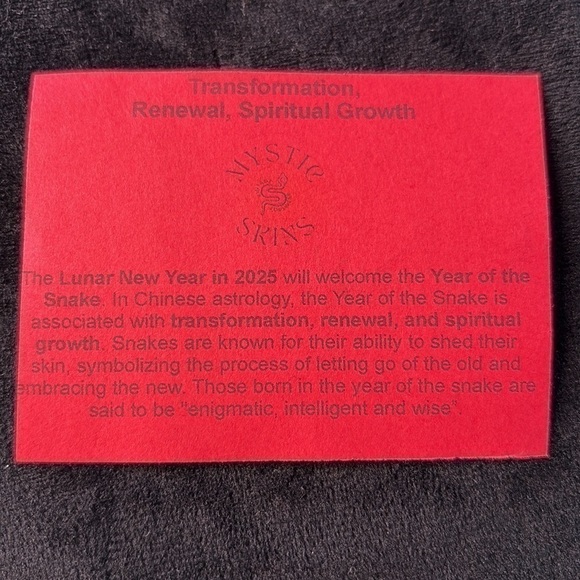 Transformation,
Renewal, Spiritual Growth
MYSTIC
SKINS
The Lunar New Year in 2025 will welcome the Year of the
Snake. In Chinese astrology, the Year of the Snake is
associated with transformation, renewal, and spiritual
growth. Snakes are known for their ability to shed their
skin, symbolizing the process of letting go of the old and
embracing the new. Those born in the year of the snake are
said to be "enigmatic, intelligent and wise".